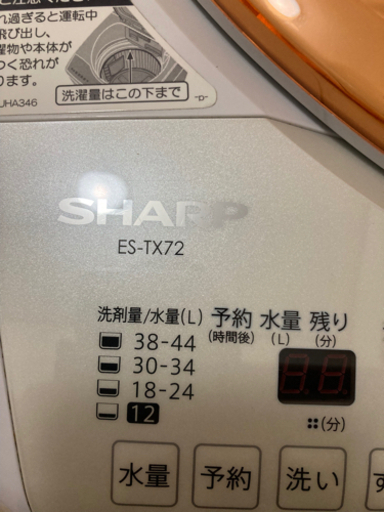 れ過ぎると運転中
飛び出し、
濯物や本体が
つく恐れが
ります。
洗濯量はこの下まで
UHA346
-D-
SHARP
ES-TX72
洗剤量/水量(L) 予約 水量 残り
(時間後) (L) (分)
38-44
30-34
18-24
12
(分)
水量 予約 洗い